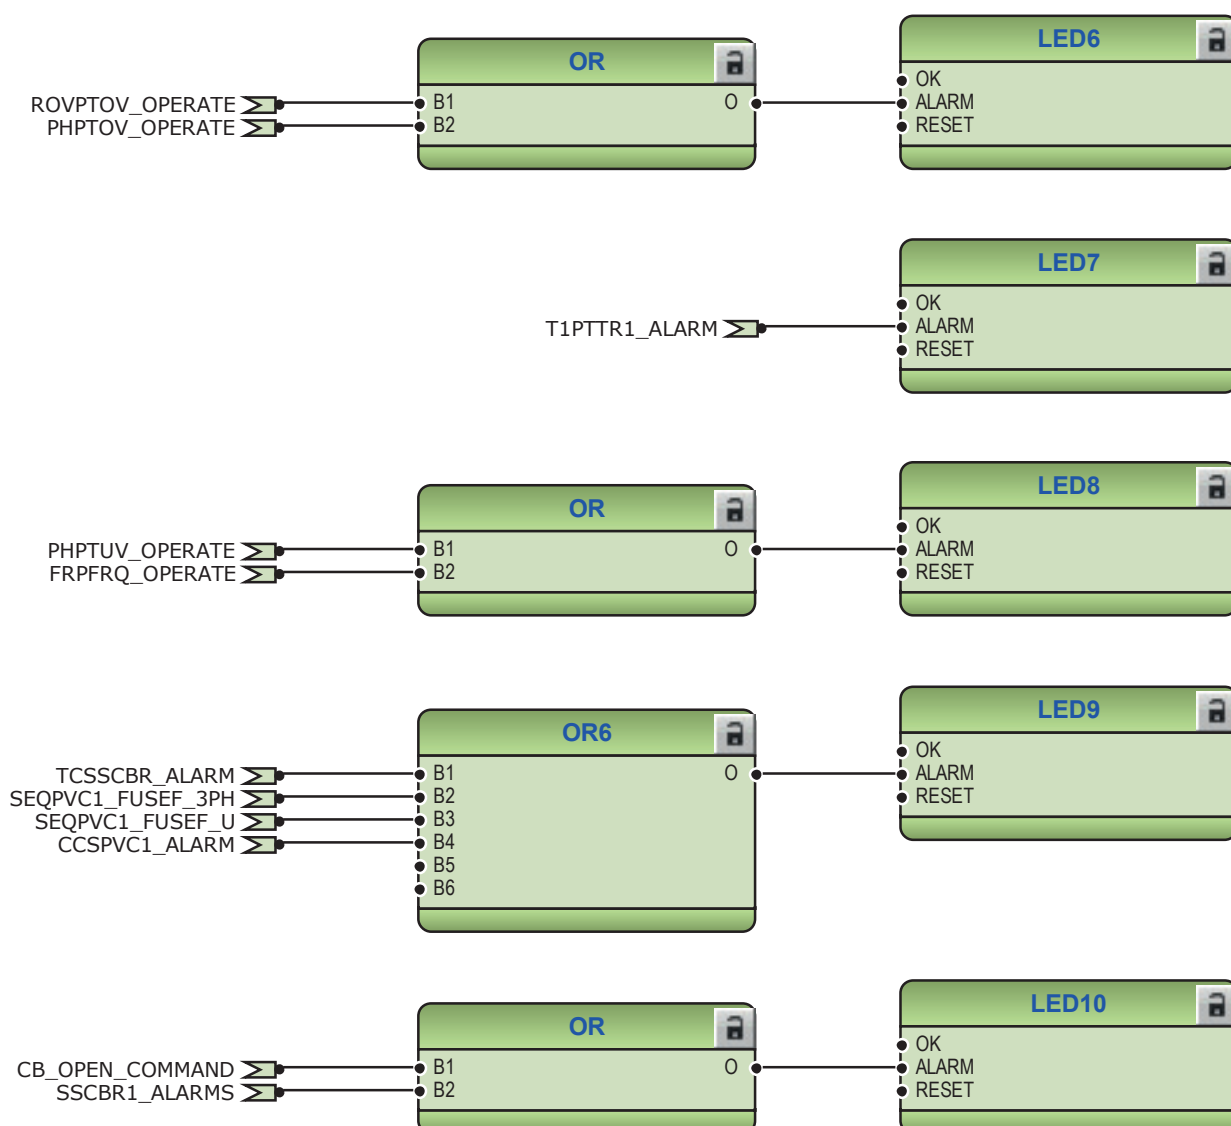 OR
LED6
ROVPTOV_OPERATE
PHPTOV_OPERATE
B1
B2
O
OK
ALARM
RESET
LED7
T1PTTR1_ALARM
OK
ALARM
RESET
OR
LED8
PHPTUV_OPERATE
FRPFRQ_OPERATE
B1
B2
O
OK
ALARM
RESET
OR6
LED9
TCSSCBR_ALARM
SEQPVC1_FUSEF_3PH
SEQPVC1_FUSEF_U
CCSPVC1_ALARM
B1
B2
B3
B4
B5
B6
O
OK
ALARM
RESET
OR
LED10
CB_OPEN_COMMAND
SSCBR1_ALARMS
B1
B2
O
OK
ALARM
RESET